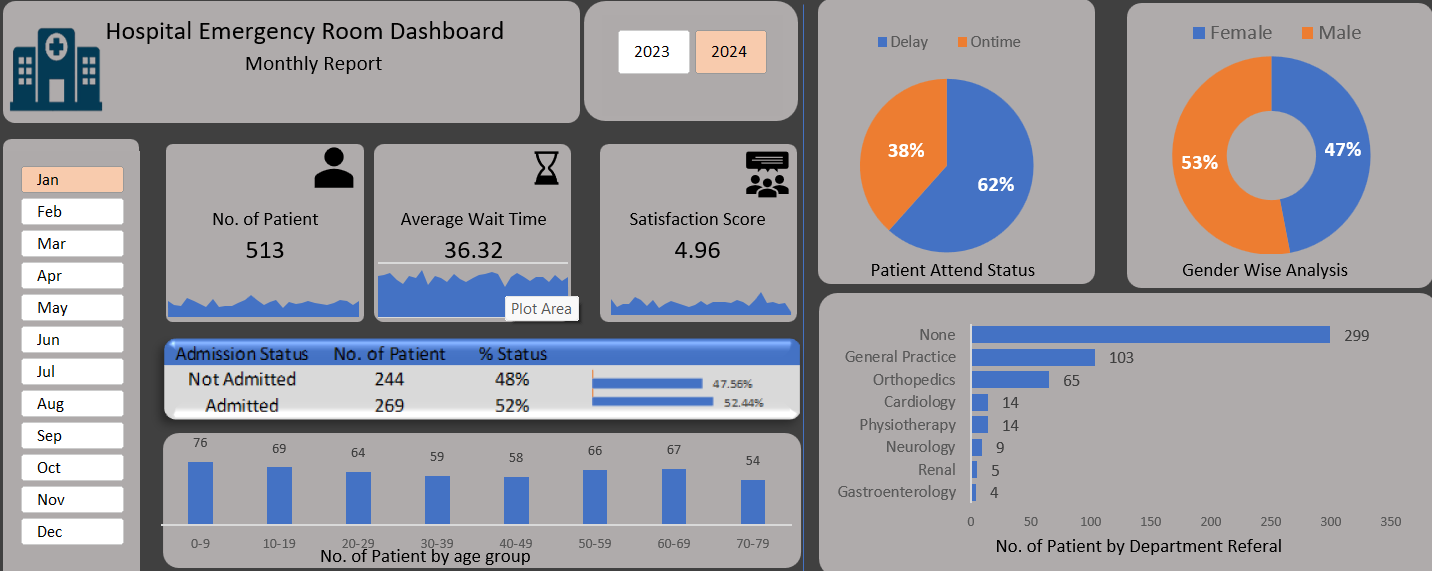 Hospital Emergency Room Dashboard
Monthly Report
2023
2024
Jan
Feb
Mar
Apr
May
Jun
Jul
Aug
Sep
Oct
Nov
Dec
No. of Patient
513
Average Wait Time
36.32
Plot Area
Satisfaction Score
4.96
Admission Status No. of Patient % Status
Not Admitted 244 48% 47.56%
Admitted 269 52% 52.44%
76 69 64 59 58 66 67 54
0-9 10-19 20-29 30-39 40-49 50-59 60-69 70-79
No. of Patient by age group
Delay Ontime
38%
62%
Patient Attend Status
Female Male
53% 47%
Gender Wise Analysis
None 299
General Practice 103
Orthopedics 65
Cardiology 14
Physiotherapy 14
Neurology 9
Renal 5
Gastroenterology 4
0 50 100 150 200 250 300 350
No. of Patient by Department Referal